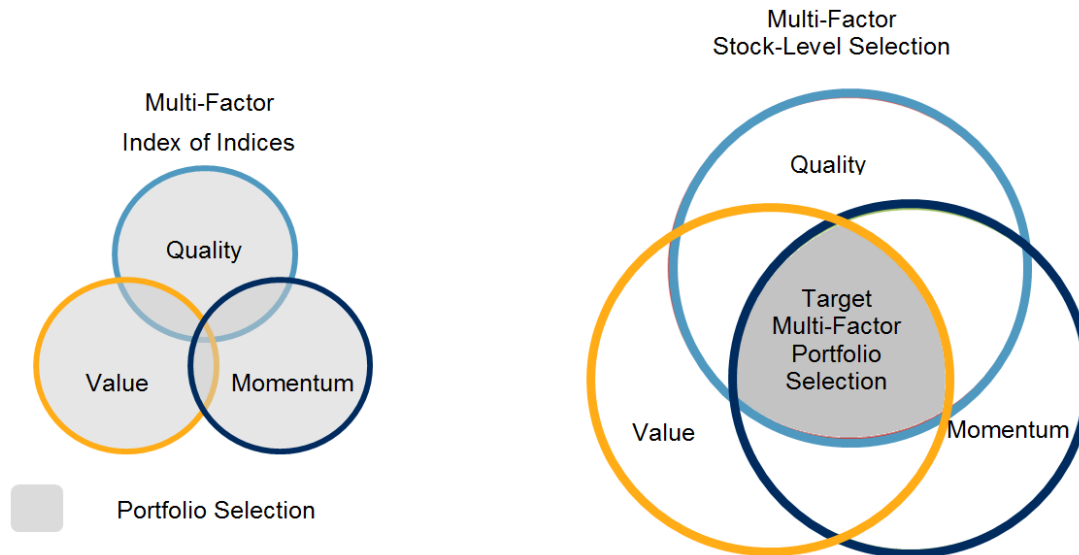 Multi-Factor
Index of Indices
Quality
Value
Momentum
Portfolio Selection
Multi-Factor
Stock-Level Selection
Quality
Target
Multi-Factor
Portfolio
Selection
Value
Momentum